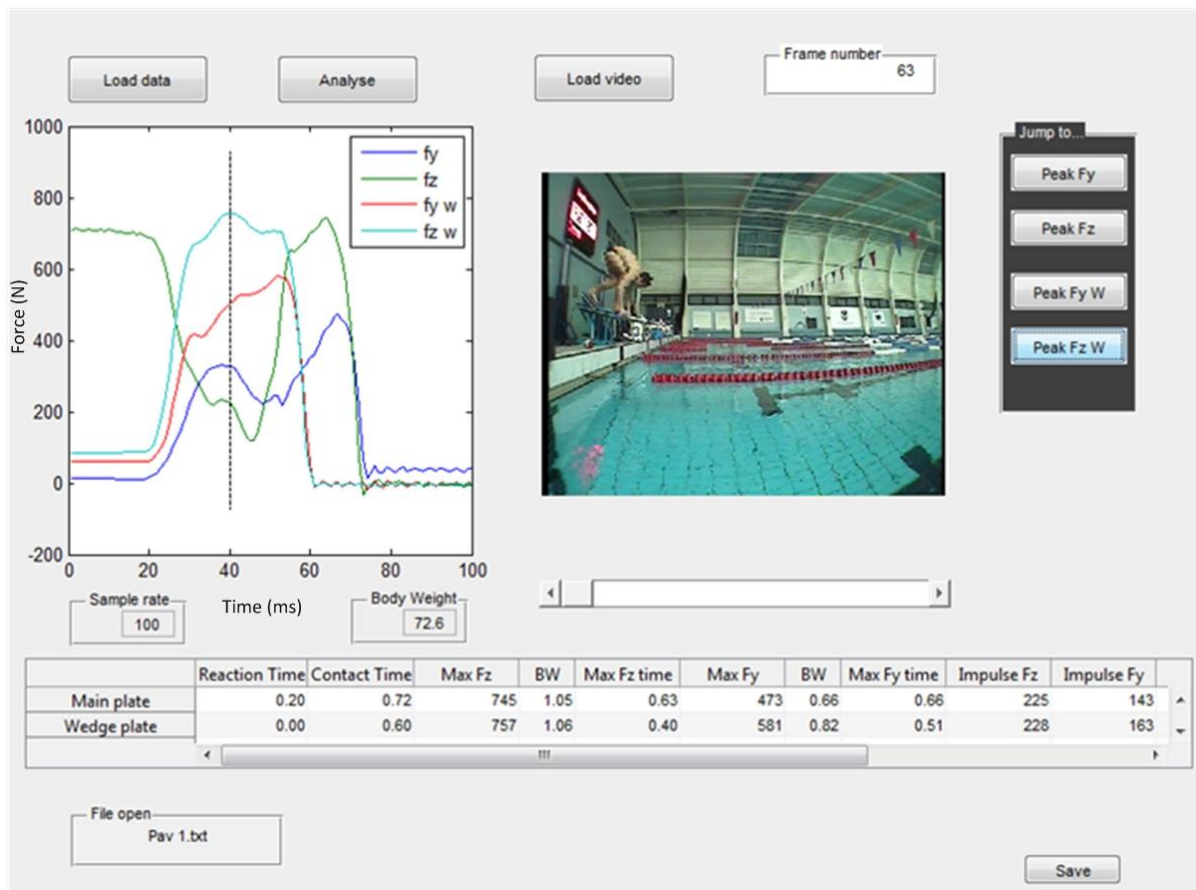 Load data
Analyse
Load video
Frame number
63
1000
800
600
400
200
0
-200
Force (N)
fy
fz
fy w
fz w
0 20 40 60 80 100
Time (ms)
Sample rate
100
Body Weight
72.6
Jump to...
Peak Fy
Peak Fz
Peak Fy W
Peak Fz W
Reaction Time Contact Time Max Fz BW Max Fz time Max Fy BW Max Fy time Impulse Fz Impulse Fy
Main plate 0.20 0.72 745 1.05 0.63 473 0.66 0.66 225 143
Wedge plate 0.00 0.60 757 1.06 0.40 581 0.82 0.51 228 163
File open
Pav 1.txt
Save